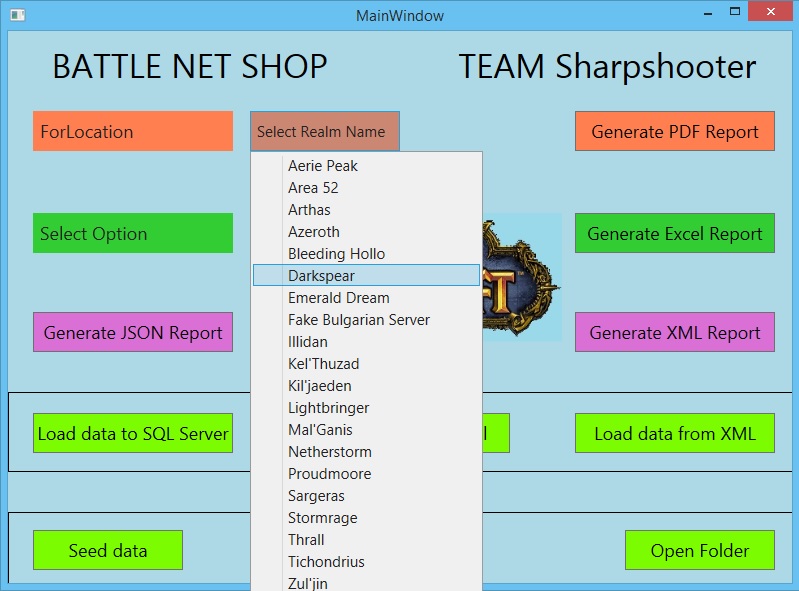 MainWindow
BATTLE NET SHOP
TEAM Sharpshooter
ForLocation
Select Realm Name
Generate PDF Report
Aerie Peak
Area 52
Arthas
Azeroth
Bleeding Hollo
Darkspear
Emerald Dream
Fake Bulgarian Server
Illidan
Kel'Thuzad
Kil'jaeden
Lightbringer
Mal'Ganis
Netherstorm
Proudmoore
Sargeras
Stormrage
Thrall
Tichondrius
Zul'jin
Select Option
FT
Generate Excel Report
Generate JSON Report
Generate XML Report
Load data to SQL Server
l
Load data from XML
Seed data
Open Folder